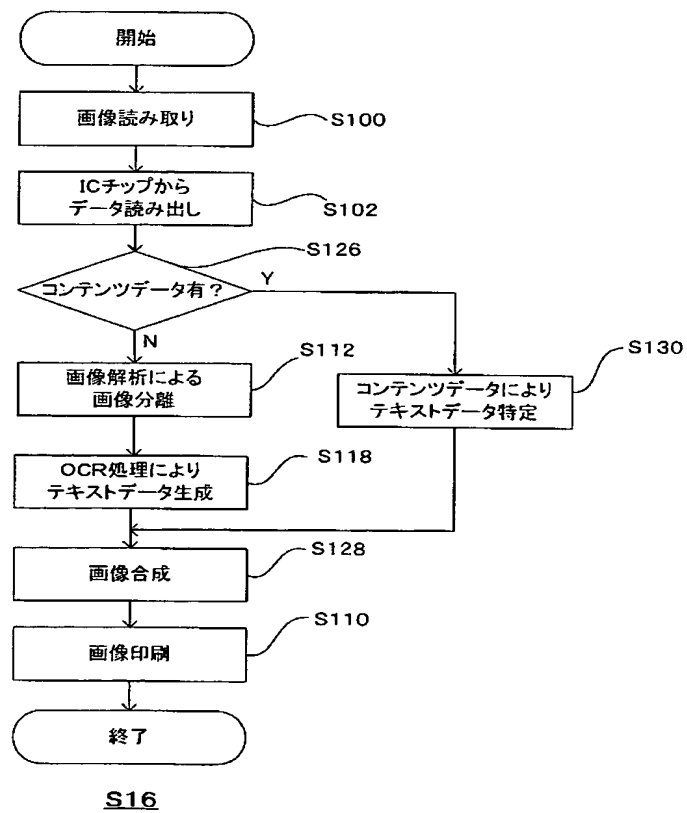 開始
画像読み取り
S100
ICチップから
データ読み出し
S102
S126
コンテンツデータ有？
Y
N
S112
画像解析による
画像分離
S130
コンテンツデータにより
テキストデータ特定
S118
OCR処理により
テキストデータ生成
S128
画像合成
S110
画像印刷
終了
S16